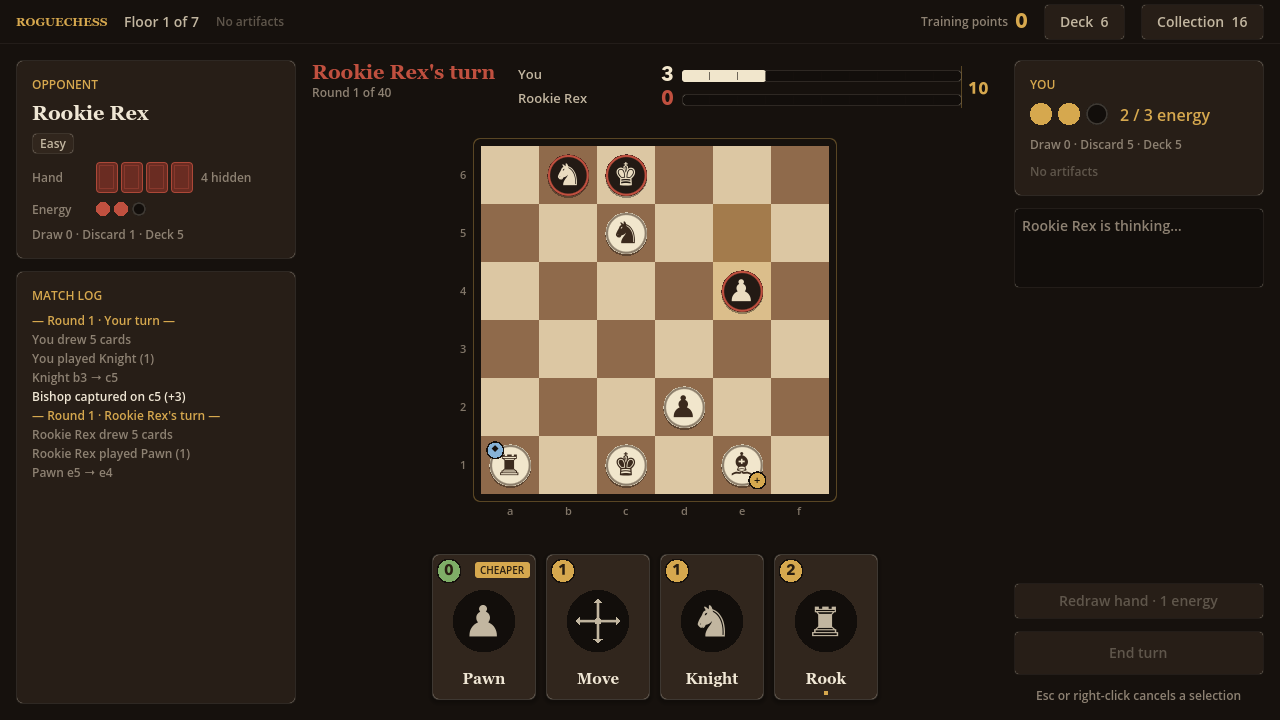 ROGUECHESS
Floor 1 of 7
No artifacts
Training points 0
Deck 6
Collection 16
OPPONENT
Rookie Rex
Easy
Hand
4 hidden
Energy
Draw 0 · Discard 1 · Deck 5
MATCH LOG
— Round 1 · Your turn —
You drew 5 cards
You played Knight (1)
Knight b3 → c5
Bishop captured on c5 (+3)
— Round 1 · Rookie Rex's turn —
Rookie Rex drew 5 cards
Rookie Rex played Pawn (1)
Pawn e5 → e4
Rookie Rex's turn
Round 1 of 40
You 3
Rookie Rex 0
10
6
5
4
3
2
1
a b c d e f
0 CHEAPER
Pawn
1
Move
1
Knight
2
Rook
YOU
2 / 3 energy
Draw 0 · Discard 5 · Deck 5
No artifacts
Rookie Rex is thinking...
Redraw hand · 1 energy
End turn
Esc or right-click cancels a selection